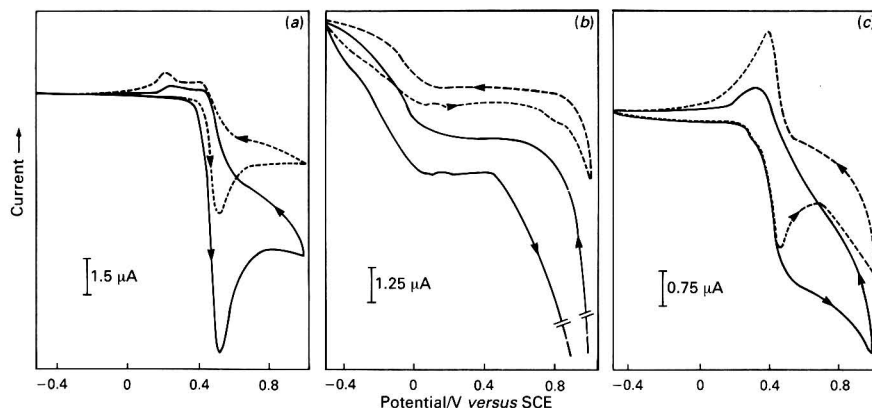 (a)
(b)
(c)
Current →
1.5 μA
1.25 μA
0.75 μA
−0.4 0 0.4 0.8 −0.4 0 0.4 0.8 −0.4 0 0.4 0.8
Potential/V versus SCE